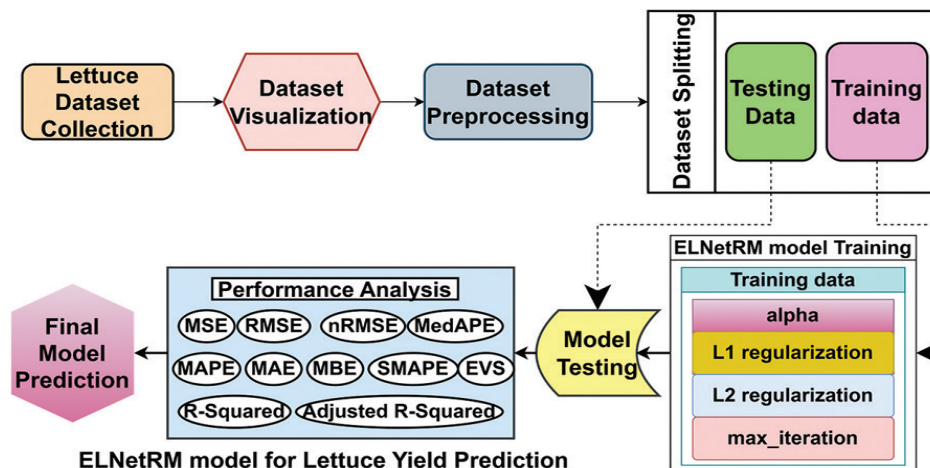 Lettuce
Dataset
Collection
Dataset
Visualization
Dataset
Preprocessing
Dataset Splitting
Testing
Data
Training
data
ELNetRM model Training
Training data
alpha
L1 regularization
L2 regularization
max_iteration
Model
Testing
Performance Analysis
MSE RMSE nRMSE MedAPE
MAPE MAE MBE SMAPE EVS
R-Squared Adjusted R-Squared
Final
Model
Prediction
ELNetRM model for Lettuce Yield Prediction